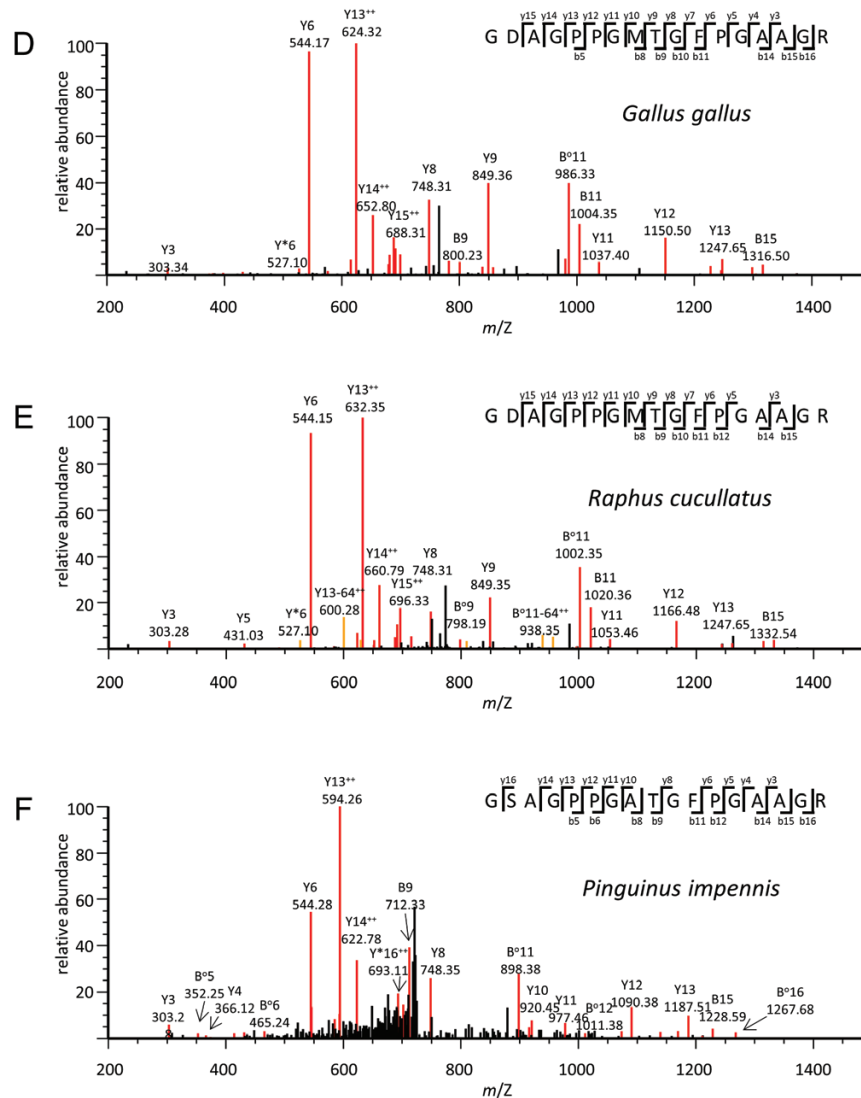 D
y15 y14 y13 y12 y11 y10 y9 y8 y7 y6 y5 y3
G D A G P P G M T G F P G A A G R
b5 b8 b9 b10 b11 b14 b15 b16
Gallus gallus
relative abundance
100
80
60
40
20
Y6
544.17
Y13++
624.32
Y14++
652.80
Y15++
688.31
Y8
748.31
Y9
849.36
B°11
986.33
B11
1004.35
Y12
1150.50
Y3
303.34
Y*6
527.10
B9
800.23
Y11
1037.40
Y13
1247.65
B15
1316.50
200 400 600 800 1000 1200 1400
m/Z
E
y15 y14 y13 y12 y11 y10 y9 y8 y7 y6 y5 y3
G D A G P P G M T G F P G A A G R
b8 b9 b10 b11 b12 b14 b15
Raphus cucullatus
relative abundance
100
80
60
40
20
Y6
544.15
Y13++
632.35
Y14++
660.79
Y8
748.31
Y15++
696.33
Y9
849.35
B°11
1002.35
B11
1020.36
Y3
303.28
Y5
431.03
Y*6
527.10
Y13-64++
600.28
B°9
798.19
B°11-64++
938.35
Y11
1053.46
Y12
1166.48
Y13
1247.65
B15
1332.54
200 400 600 800 1000 1200 1400
m/Z
F
y16 y14 y13 y12 y11 y10 y8 y6 y5 y4 y3
G S A G P P G A T G F P G A A G R
b5 b6 b8 b9 b11 b12 b14 b15 b16
Pinguinus impennis
relative abundance
100
80
60
40
20
Y13++
594.26
Y6
544.28
B9
712.33
Y14++
622.78
Y*16++
693.11
Y8
748.35
B°11
898.38
B°5
352.25
Y4
366.12
Y3
303.2
B°6
465.24
Y10
920.45
Y11
977.46
B°12
1011.38
Y12
1090.38
Y13
1187.51
B15
1228.59
B°16
1267.68
200 400 600 800 1000 1200 1400
m/Z